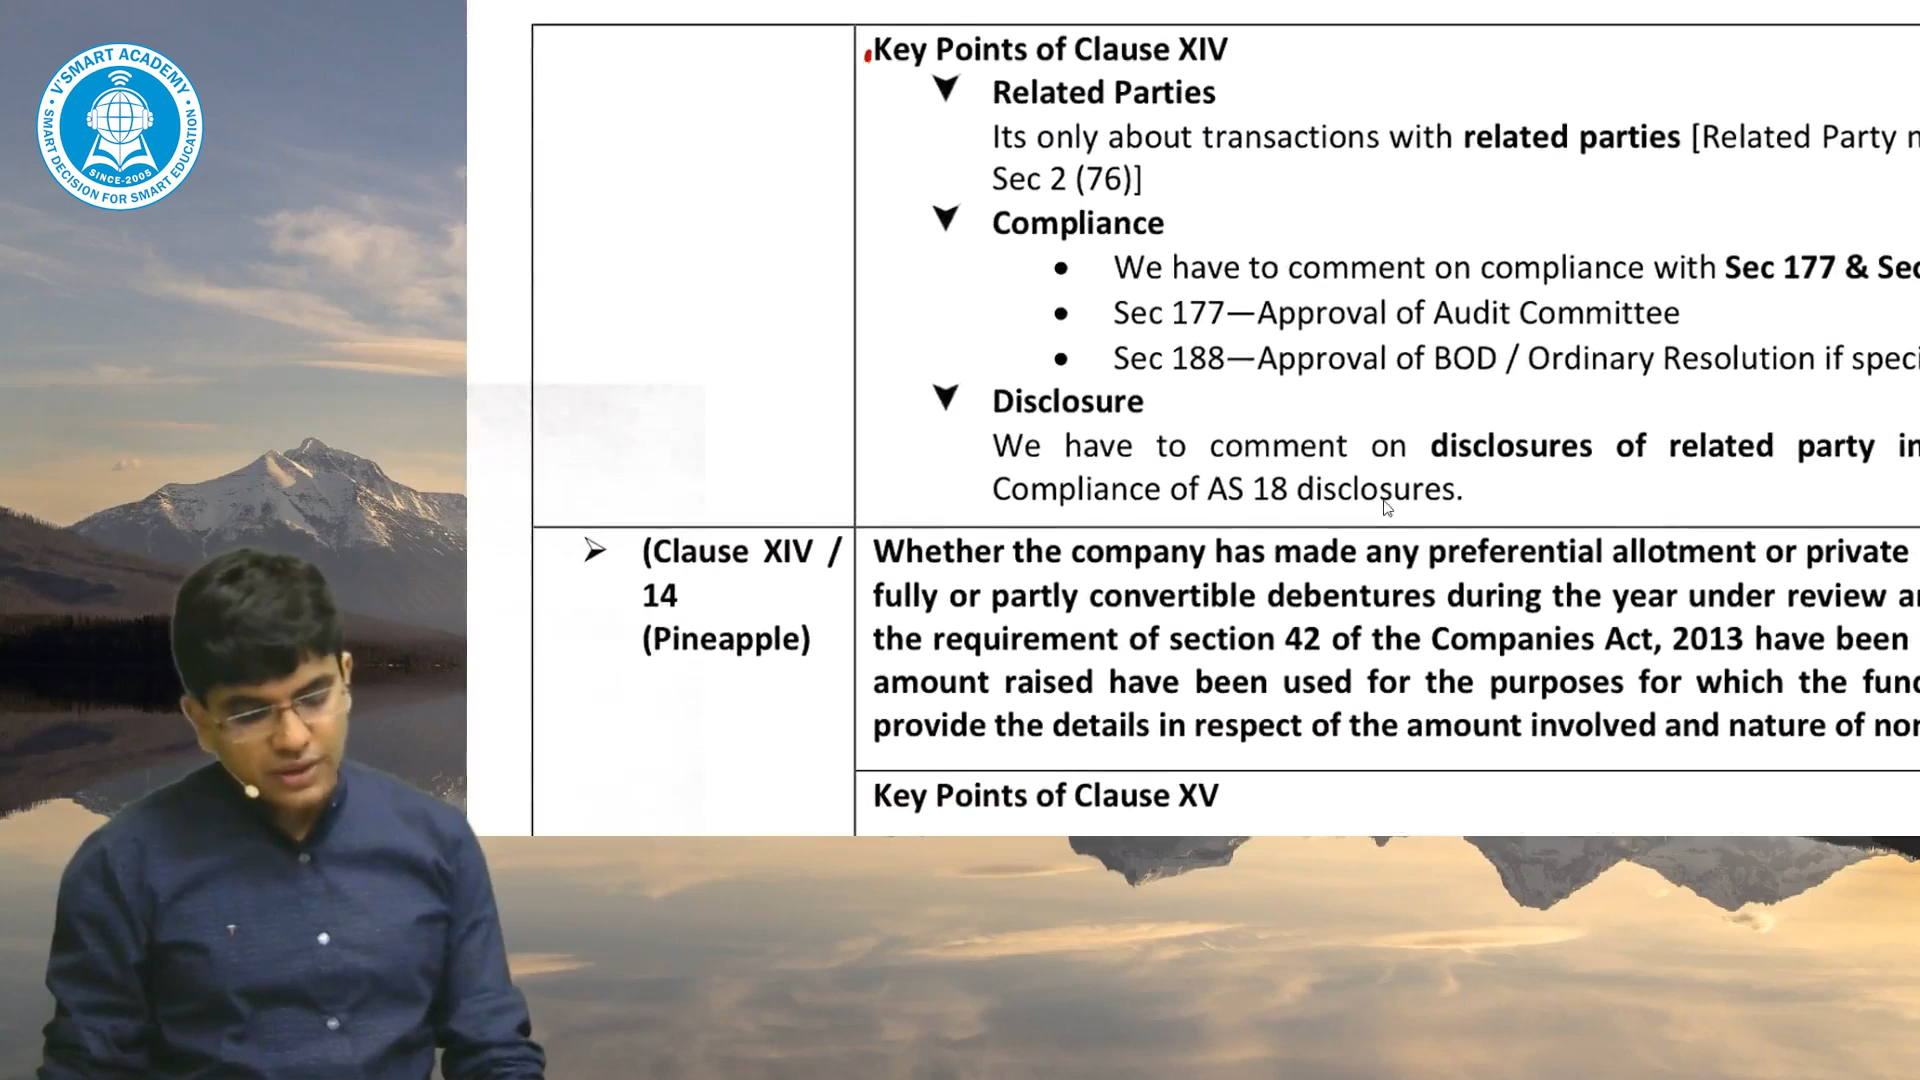 V'SMART ACADEMY
SMART DECISION FOR SMART EDUCATION
SINCE-2005
Key Points of Clause XIV
Related Parties
Its only about transactions with related parties [Related Party
Sec 2 (76)]
Compliance
• We have to comment on compliance with Sec 177 &
• Sec 177—Approval of Audit Committee
• Sec 188—Approval of BOD / Ordinary Resolution if
Disclosure
We have to comment on disclosures of related party
Compliance of AS 18 disclosures.
(Clause XIV /
14
(Pineapple)
Whether the company has made any preferential allotment or private
fully or partly convertible debentures during the year under review
the requirement of section 42 of the Companies Act, 2013 have been
amount raised have been used for the purposes for which the
provide the details in respect of the amount involved and nature of
Key Points of Clause XV